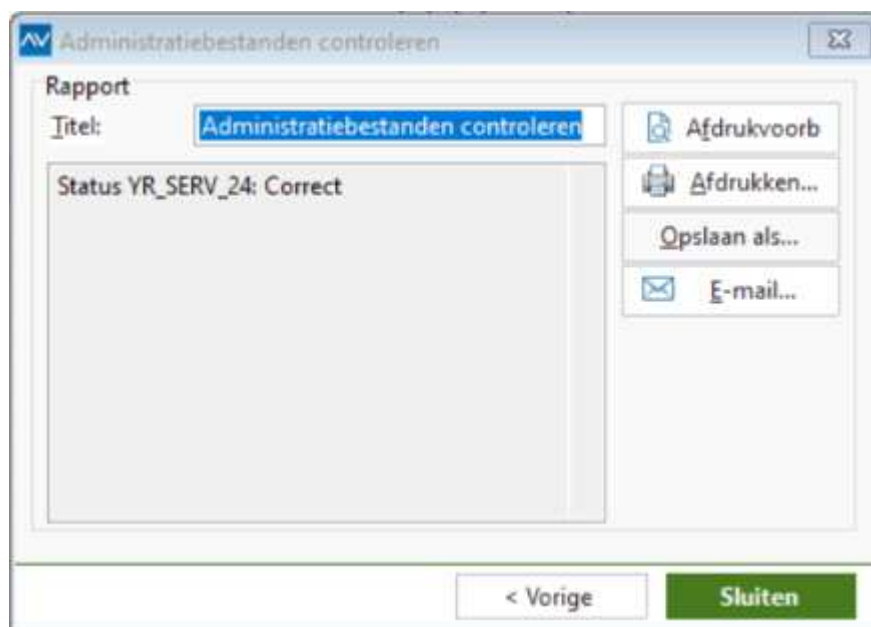 Administratiebestanden controleren
Rapport
Titel:
Administratiebestanden controleren
Afdrukvoorb
Status YR_SERV_24: Correct
Afdrukken...
Opslaan als...
E-mail...
< Vorige
Sluiten